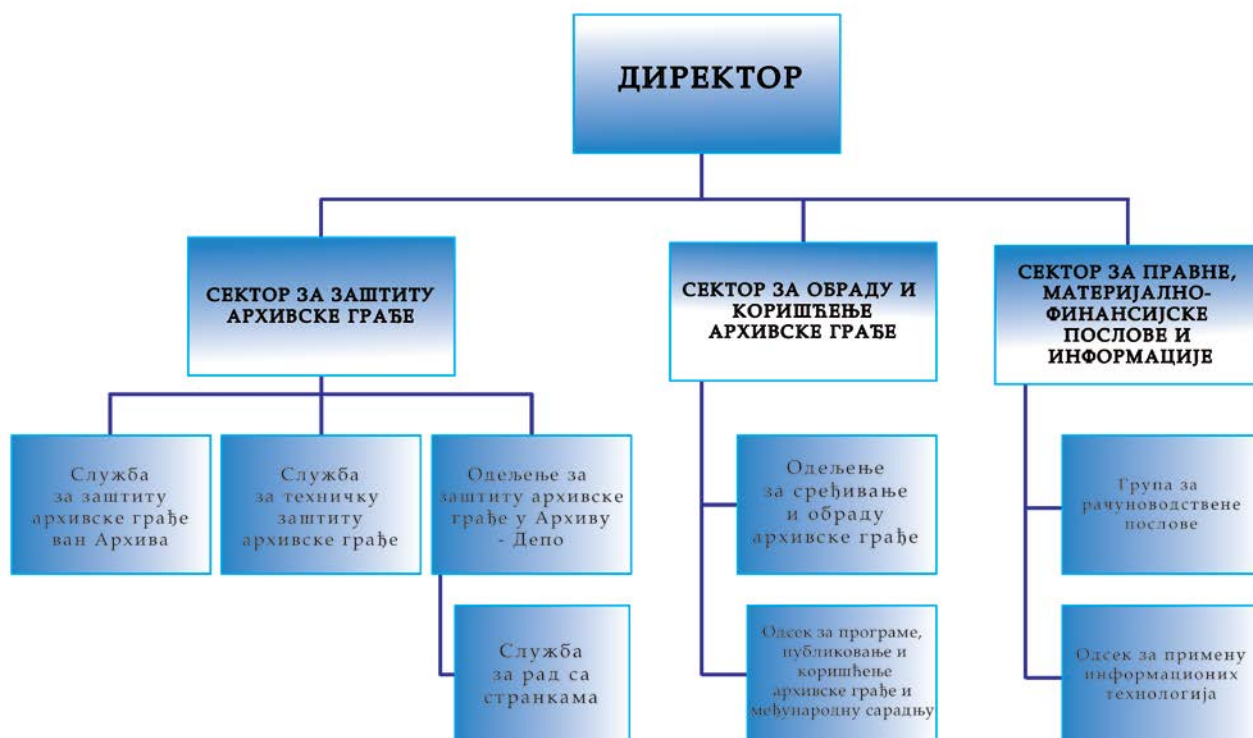 ДИРЕКТОР
СЕКТОР ЗА ЗАШТИТУ
АРХИВСКЕ ГРАЂЕ
СЕКТОР ЗА ОБРАДУ И
КОРИШЋЕЊЕ
АРХИВСКЕ ГРАЂЕ
СЕКТОР ЗА ПРАВНЕ,
МАТЕРИЈАЛНО-
ФИНАНСИЈСКЕ
ПОСЛОВЕ И
ИНФОРМАЦИЈЕ
Служба
за заштиту
архивске грађе
ван Архива
Служба
за техничку
заштиту
архивске грађе
Одељење за
заштиту архивске
грађе у Архиву
- Депо
Одељење
за сређивање
и обраду
архивске грађе
Група за
рачуноводствене
послове
Служба
за рад са
странкама
Одсек за програме,
публиковање и
коришћење
архивске грађе и
међународну сарадњу
Одсек за примену
информационих
технологија